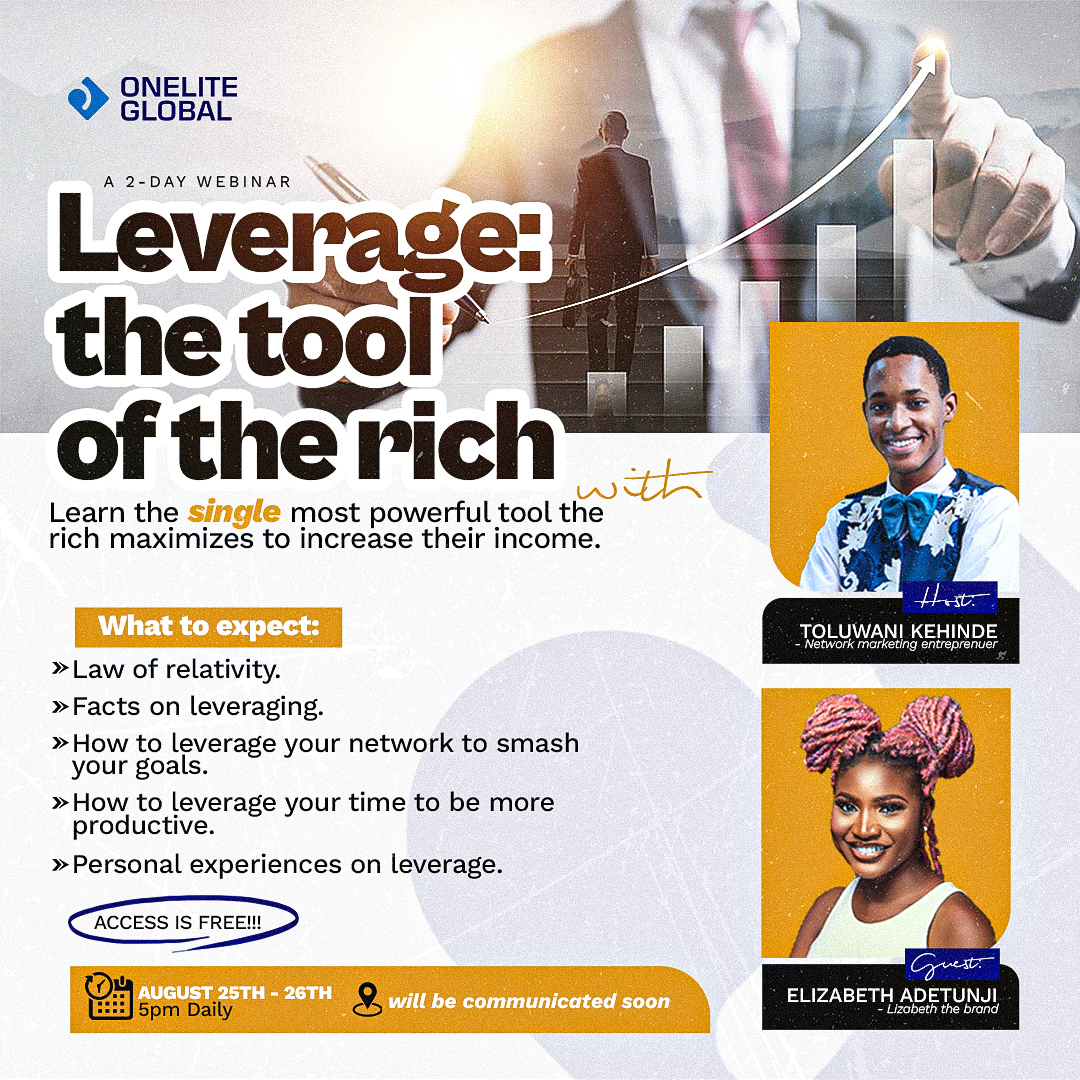 ONELITE
GLOBAL
A 2-DAY WEBINAR
Leverage:
the tool
of the rich
with
Learn the single most powerful tool the
rich maximizes to increase their income.
What to expect:
Law of relativity.
Facts on leveraging.
How to leverage your network to smash
your goals.
How to leverage your time to be more
productive.
Personal experiences on leverage.
ACCESS IS FREE!!!
AUGUST 25TH - 26TH
5pm Daily
will be communicated soon
Host:
TOLUWANI KEHINDE
- Network marketing entreprenuer
Guest:
ELIZABETH ADETUNJI
- Lizabeth the brand